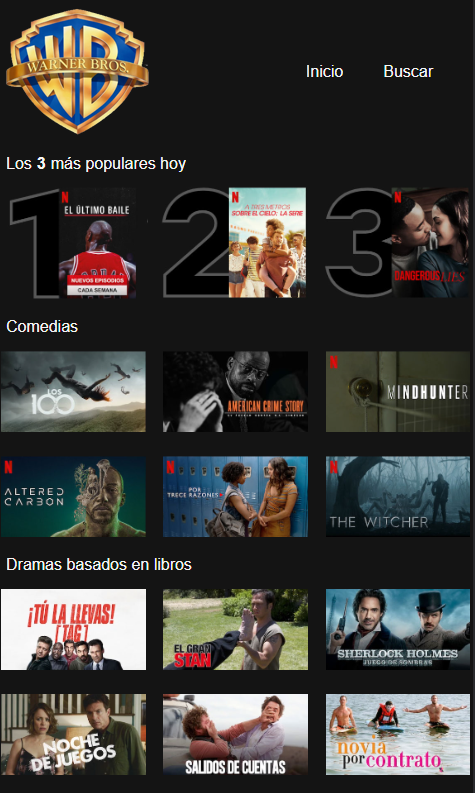 WARNER BROS.
WB
Inicio
Buscar
Los 3 más populares hoy
1
N
EL ÚLTIMO BAILE
NUEVOS EPISODIOS
CADA SEMANA
2
N
A TRES METROS
SOBRE EL CIELO: LA SERIE
3
N
DANGEROUS LIES
Comedias
LOS
100
AMERICAN CRIME STORY
N
MINDHUNTER
N
ALTERED
CARBON
N
POR
TRECE RAZONES
N
THE WITCHER
Dramas basados en libros
¡TÚ LA LLEVAS!
[TAG]
EL GRAN
STAN
SHERLOCK HOLMES
JUEGO DE SOMBRAS
NOCHE
DE JUEGOS
SALIDOS DE CUENTAS
novia
por contrato